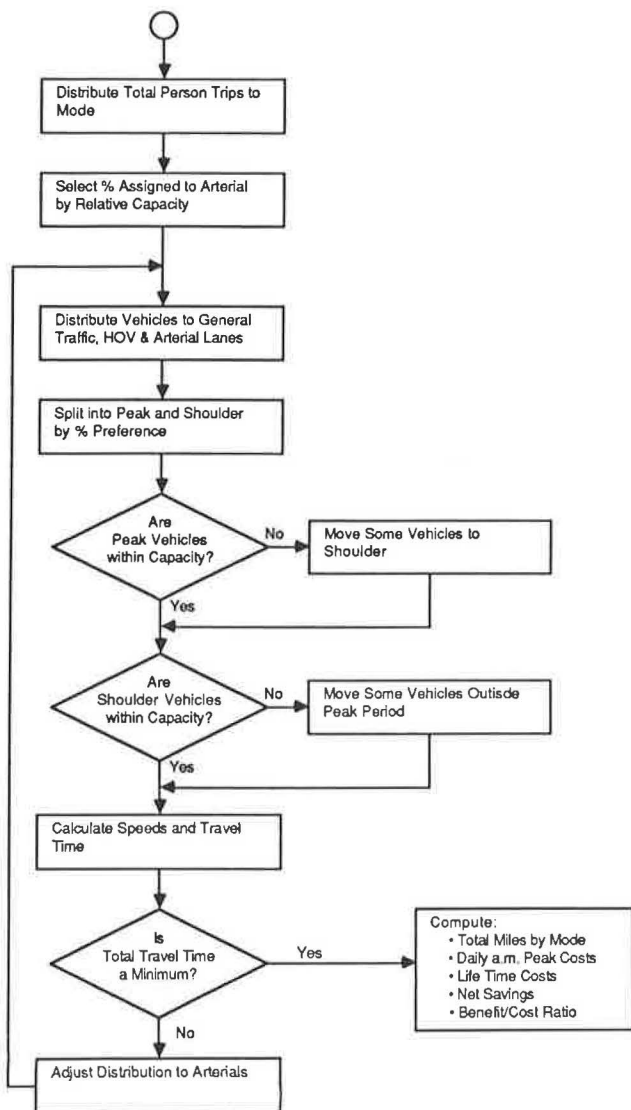 Distribute Total Person Trips to
Mode
Select % Assigned to Arterial
by Relative Capacity
Distribute Vehicles to General
Traffic, HOV & Arterial Lanes
Split into Peak and Shoulder
by % Preference
Are
Peak Vehicles
within Capacity?
No
Move Some Vehicles to
Shoulder
Yes
Are
Shoulder Vehicles
within Capacity?
No
Move Some Vehicles Outisde
Peak Period
Yes
Calculate Speeds and Travel
Time
Is
Total Travel Time
a Minimum?
Yes
Compute:
• Total Miles by Mode
• Daily a.m. Peak Costs
• Life Time Costs
• Net Savings
• Benefit/Cost Ratio
No
Adjust Distribution to Arterials